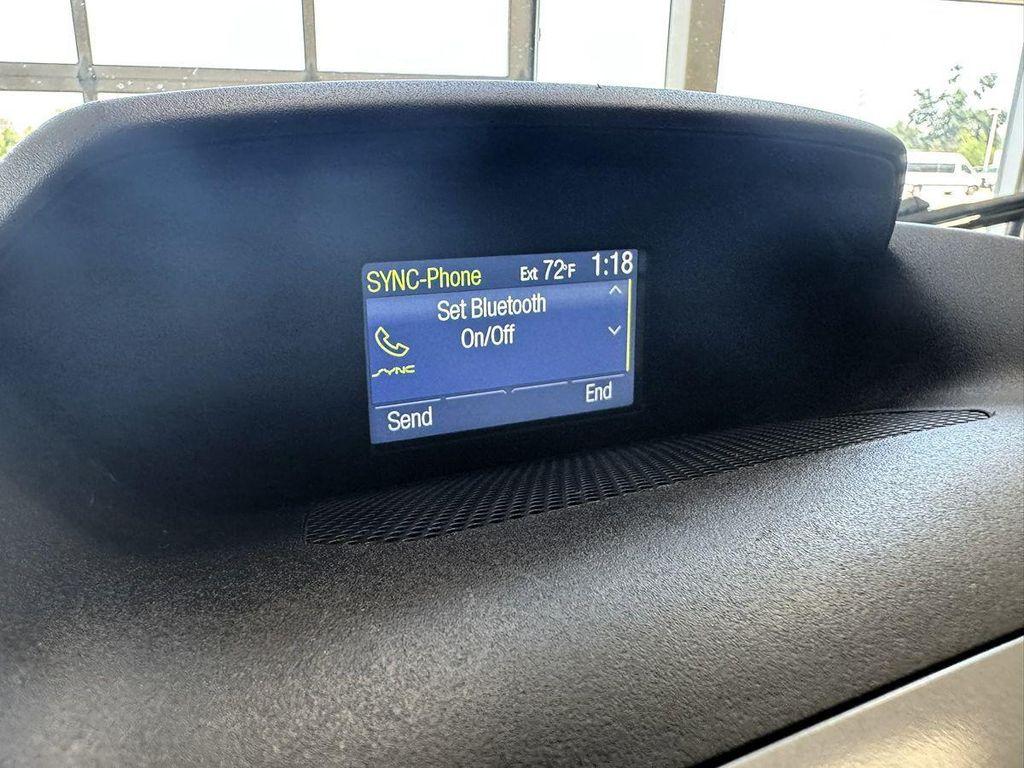 SYNC-Phone Ext 72°F 1:18
Set Bluetooth
On/Off
SYNC
Send End